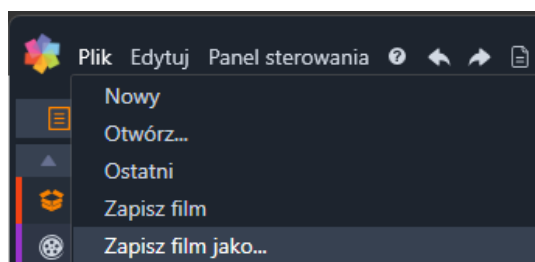 Plik Edytuj Panel sterowania
Nowy
Otwórz...
Ostatni
Zapisz film
Zapisz film jako...